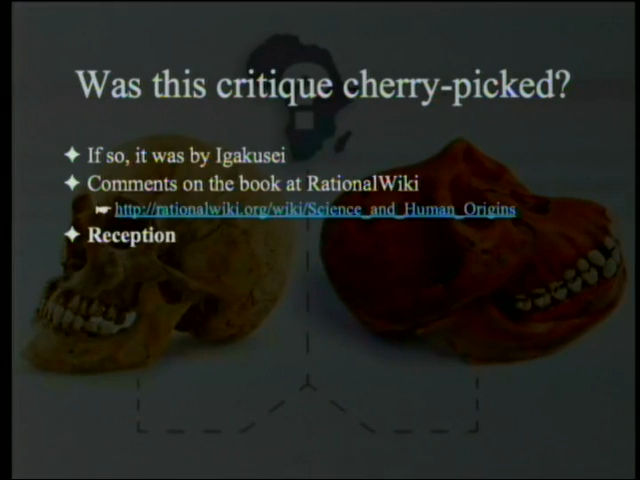 Was this critique cherry-picked?
✦ If so, it was by Igakusei
✦ Comments on the book at RationalWiki
☛ http://rationalwiki.org/wiki/Science_and_Human_Origins
✦ Reception